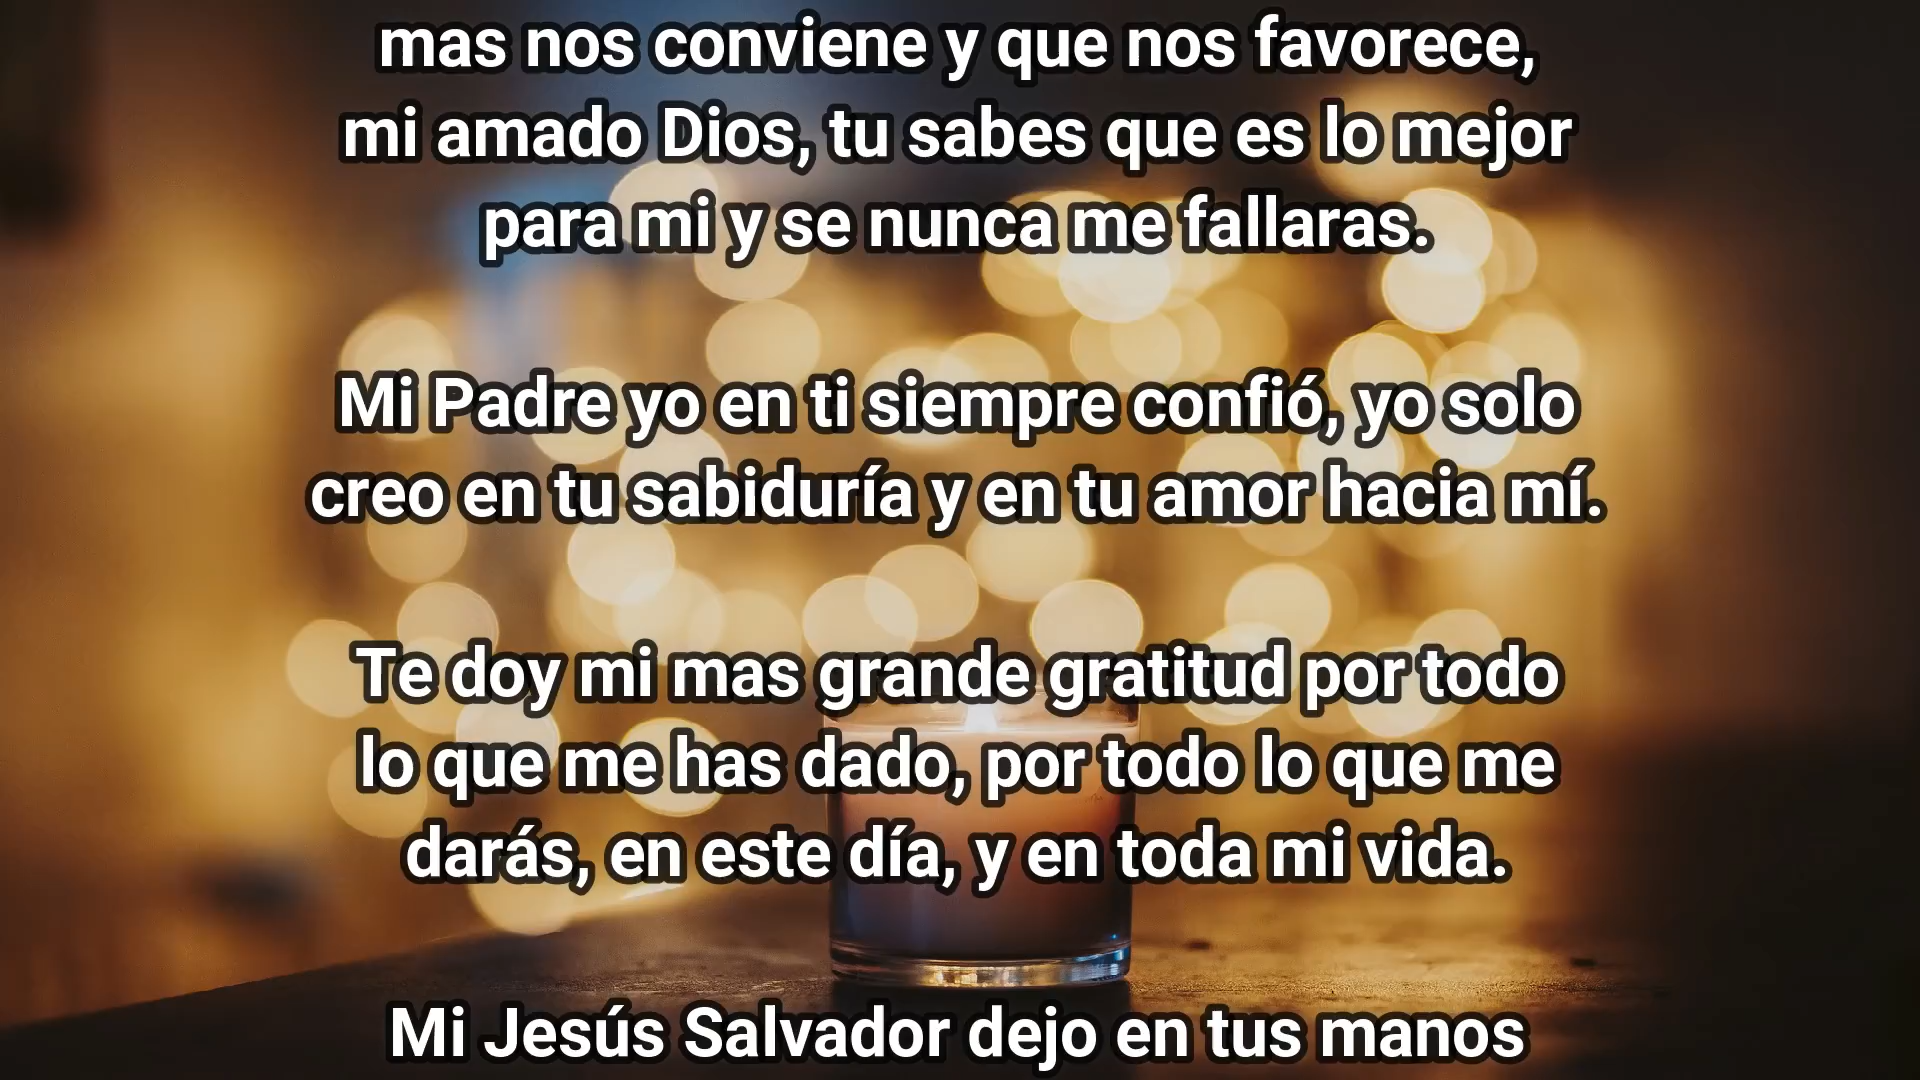 mas nos conviene y que nos favorece,
mi amado Dios, tu sabes que es lo mejor
para mi y se nunca me fallaras.
Mi Padre yo en ti siempre confió, yo solo
creo en tu sabiduría y en tu amor hacia mí.
Te doy mi mas grande gratitud por todo
lo que me has dado, por todo lo que me
darás, en este día, y en toda mi vida.
Mi Jesús Salvador dejo en tus manos